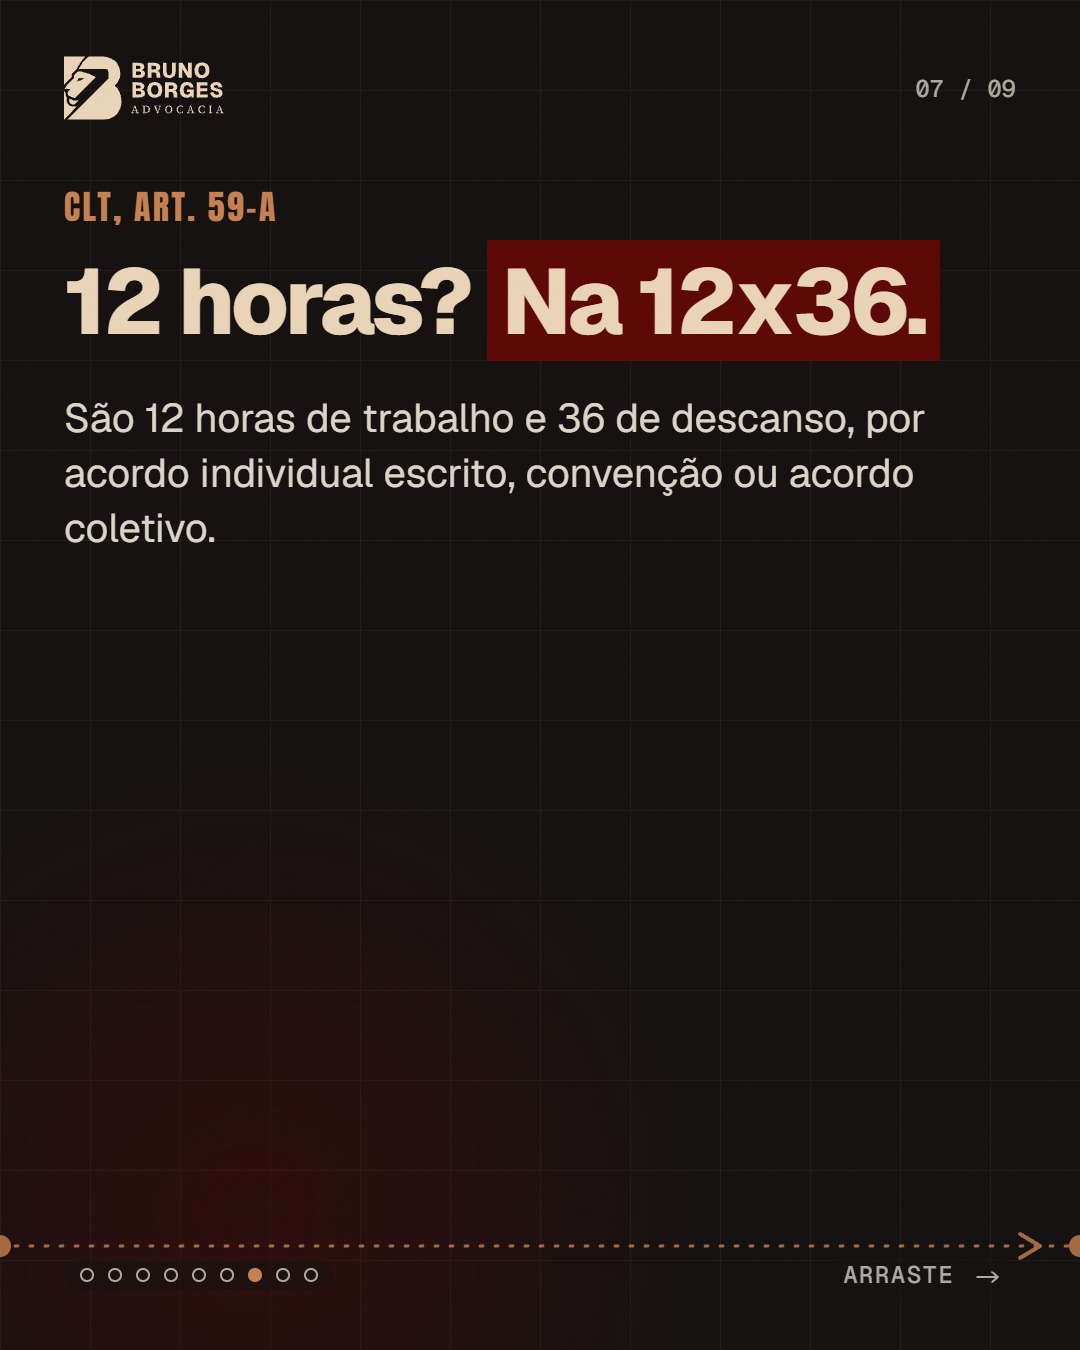 BRUNO
BORGES
ADVOCACIA
07 / 09
CLT, ART. 59-A
12 horas? Na 12x36.
São 12 horas de trabalho e 36 de descanso, por
acordo individual escrito, convenção ou acordo
coletivo.
ARRASTE →